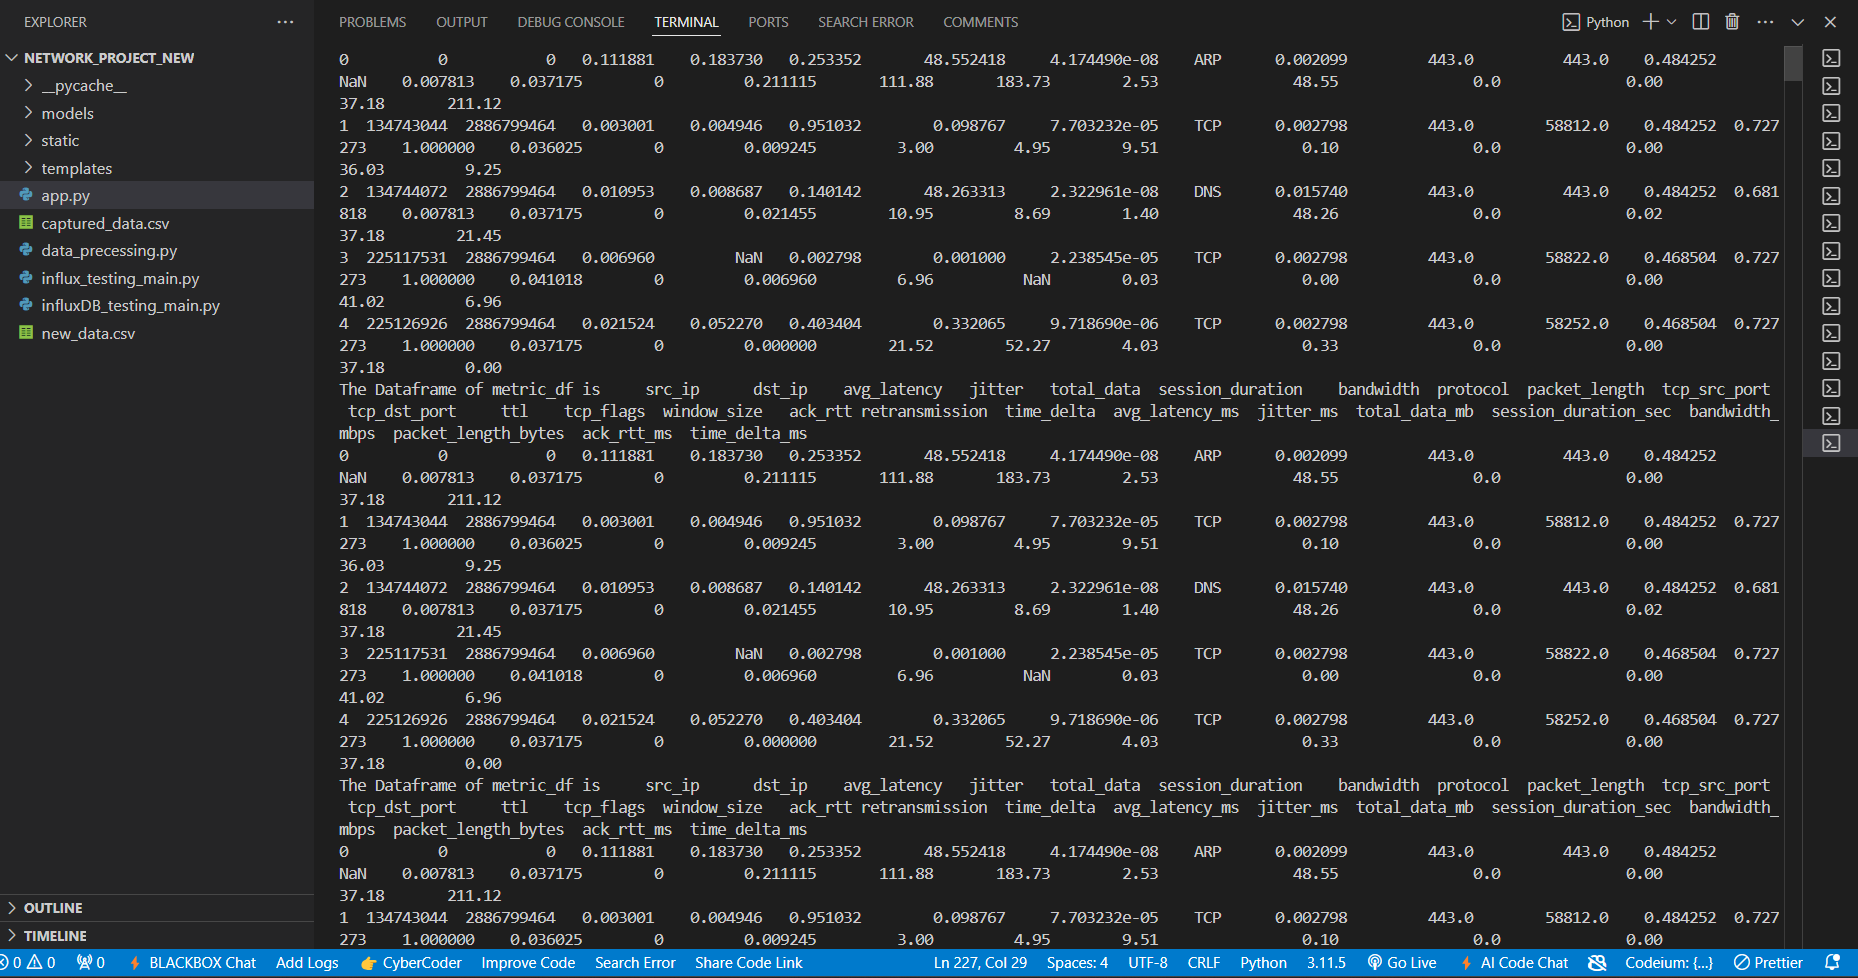 EXPLORER
NETWORK_PROJECT_NEW
__pycache__
models
static
templates
app.py
captured_data.csv
data_precessing.py
influx_testing_main.py
influxDB_testing_main.py
new_data.csv
OUTLINE
TIMELINE
PROBLEMS OUTPUT DEBUG CONSOLE TERMINAL PORTS SEARCH ERROR COMMENTS
Python
0 0 0 0.111881 0.183730 0.253352 48.552418 4.174490e-08 ARP 0.002099 443.0 443.0 0.484252
NaN 0.007813 0.037175 0 0.211115 111.88 183.73 2.53 48.55 0.0 0.00
37.18 211.12
1 134743044 2886799464 0.003001 0.004946 0.951032 0.098767 7.703232e-05 TCP 0.002798 443.0 58812.0 0.484252 0.727
273 1.000000 0.036025 0 0.009245 3.00 4.95 9.51 0.10 0.0 0.00
36.03 9.25
2 134744072 2886799464 0.010953 0.008687 0.140142 48.263313 2.322961e-08 DNS 0.015740 443.0 443.0 0.484252 0.681
818 0.007813 0.037175 0 0.021455 10.95 8.69 1.40 48.26 0.0 0.02
37.18 21.45
3 225117531 2886799464 0.006960 NaN 0.002798 0.001000 2.238545e-05 TCP 0.002798 443.0 58822.0 0.468504 0.727
273 1.000000 0.041018 0 0.006960 6.96 NaN 0.03 0.00 0.0 0.00
41.02 6.96
4 225126926 2886799464 0.021524 0.052270 0.403404 0.332065 9.718690e-06 TCP 0.002798 443.0 58252.0 0.468504 0.727
273 1.000000 0.037175 0 0.000000 21.52 52.27 4.03 0.33 0.0 0.00
37.18 0.00
The Dataframe of metric_df is src_ip dst_ip avg_latency jitter total_data session_duration bandwidth protocol packet_length tcp_src_port
tcp_dst_port ttl tcp_flags window_size ack_rtt retransmission time_delta avg_latency_ms jitter_ms total_data_mb session_duration_sec bandwidth_
mbps packet_length_bytes ack_rtt_ms time_delta_ms
0 0 0 0.111881 0.183730 0.253352 48.552418 4.174490e-08 ARP 0.002099 443.0 443.0 0.484252
NaN 0.007813 0.037175 0 0.211115 111.88 183.73 2.53 48.55 0.0 0.00
37.18 211.12
1 134743044 2886799464 0.003001 0.004946 0.951032 0.098767 7.703232e-05 TCP 0.002798 443.0 58812.0 0.484252 0.727
273 1.000000 0.036025 0 0.009245 3.00 4.95 9.51 0.10 0.0 0.00
36.03 9.25
2 134744072 2886799464 0.010953 0.008687 0.140142 48.263313 2.322961e-08 DNS 0.015740 443.0 443.0 0.484252 0.681
818 0.007813 0.037175 0 0.021455 10.95 8.69 1.40 48.26 0.0 0.02
37.18 21.45
3 225117531 2886799464 0.006960 NaN 0.002798 0.001000 2.238545e-05 TCP 0.002798 443.0 58822.0 0.468504 0.727
273 1.000000 0.041018 0 0.006960 6.96 NaN 0.03 0.00 0.0 0.00
41.02 6.96
4 225126926 2886799464 0.021524 0.052270 0.403404 0.332065 9.718690e-06 TCP 0.002798 443.0 58252.0 0.468504 0.727
273 1.000000 0.037175 0 0.000000 21.52 52.27 4.03 0.33 0.0 0.00
37.18 0.00
The Dataframe of metric_df is src_ip dst_ip avg_latency jitter total_data session_duration bandwidth protocol packet_length tcp_src_port
tcp_dst_port ttl tcp_flags window_size ack_rtt retransmission time_delta avg_latency_ms jitter_ms total_data_mb session_duration_sec bandwidth_
mbps packet_length_bytes ack_rtt_ms time_delta_ms
0 0 0 0.111881 0.183730 0.253352 48.552418 4.174490e-08 ARP 0.002099 443.0 443.0 0.484252
NaN 0.007813 0.037175 0 0.211115 111.88 183.73 2.53 48.55 0.0 0.00
37.18 211.12
1 134743044 2886799464 0.003001 0.004946 0.951032 0.098767 7.703232e-05 TCP 0.002798 443.0 58812.0 0.484252 0.727
273 1.000000 0.036025 0 0.009245 3.00 4.95 9.51 0.10 0.0 0.00
0 0 0 BLACKBOX Chat Add Logs CyberCoder Improve Code Search Error Share Code Link Ln 227, Col 29 Spaces: 4 UTF-8 CRLF Python 3.11.5 Go Live AI Code Chat Codeium: {...} Prettier